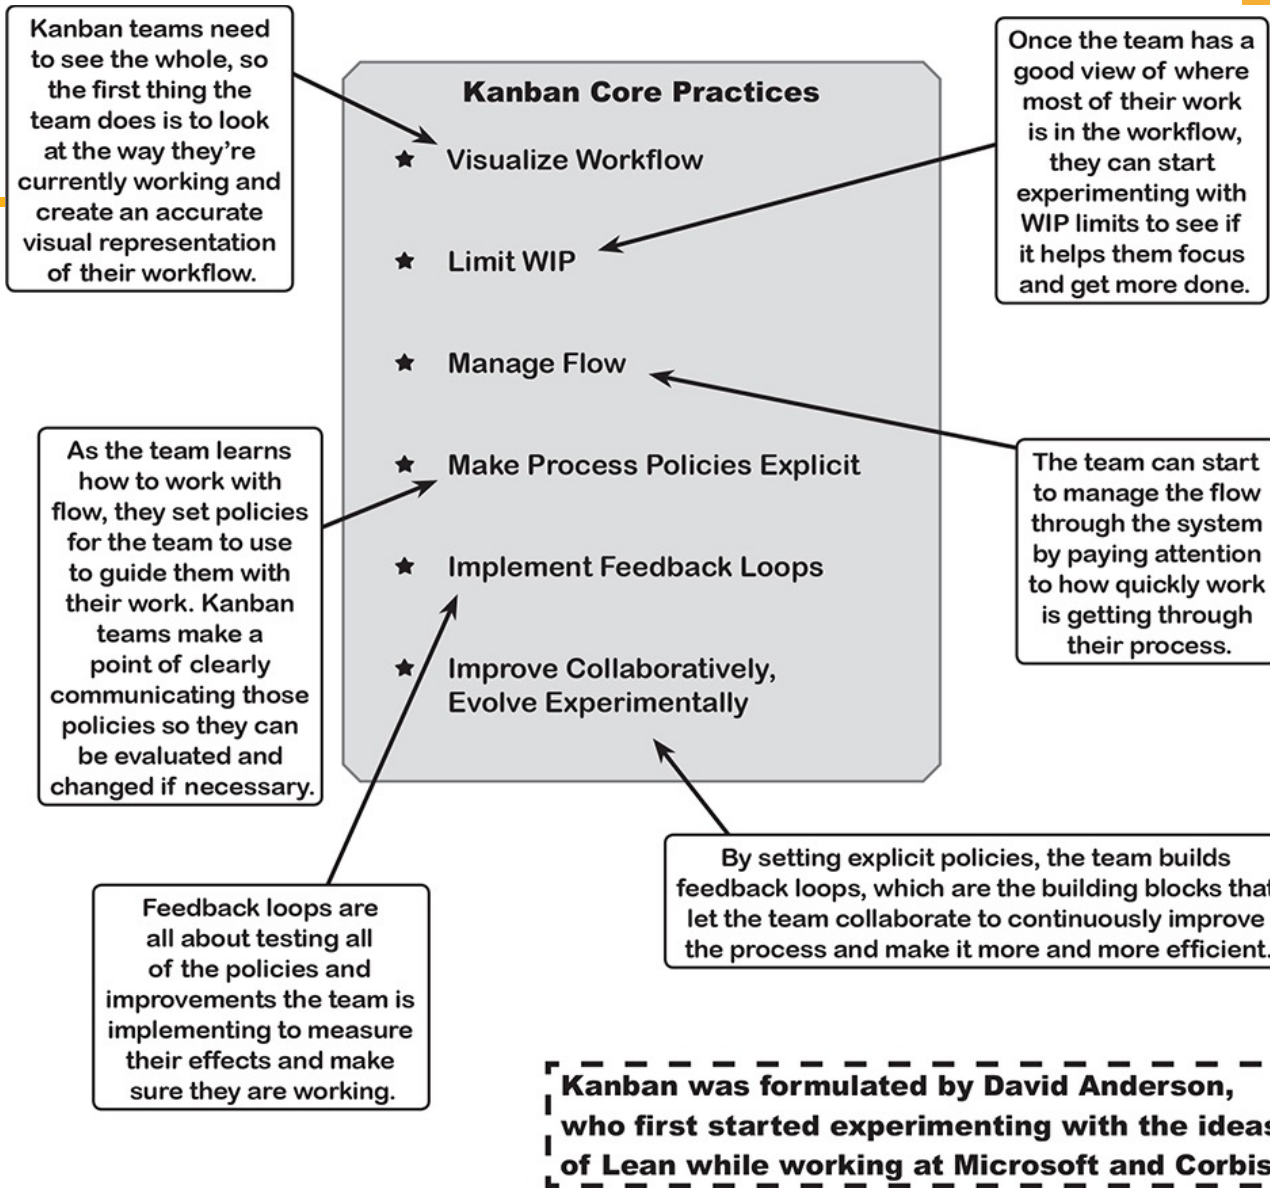 Kanban teams need
to see the whole, so
the first thing the
team does is to look
at the way they’re
currently working and
create an accurate
visual representation
of their workflow.
Kanban Core Practices
★ Visualize Workflow
★ Limit WIP
★ Manage Flow
★ Make Process Policies Explicit
★ Implement Feedback Loops
★ Improve Collaboratively,
Evolve Experimentally
Once the team has a
good view of where
most of their work
is in the workflow,
they can start
experimenting with
WIP limits to see if
it helps them focus
and get more done.
The team can start
to manage the flow
through the system
by paying attention
to how quickly work
is getting through
their process.
As the team learns
how to work with
flow, they set policies
for the team to use
to guide them with
their work. Kanban
teams make a
point of clearly
communicating those
policies so they can
be evaluated and
changed if necessary.
Feedback loops are
all about testing all
of the policies and
improvements the team is
implementing to measure
their effects and make
sure they are working.
By setting explicit policies, the team builds
feedback loops, which are the building blocks that
let the team collaborate to continuously improve
the process and make it more and more efficient.
Kanban was formulated by David Anderson,
who first started experimenting with the ideas
of Lean while working at Microsoft and Corbis